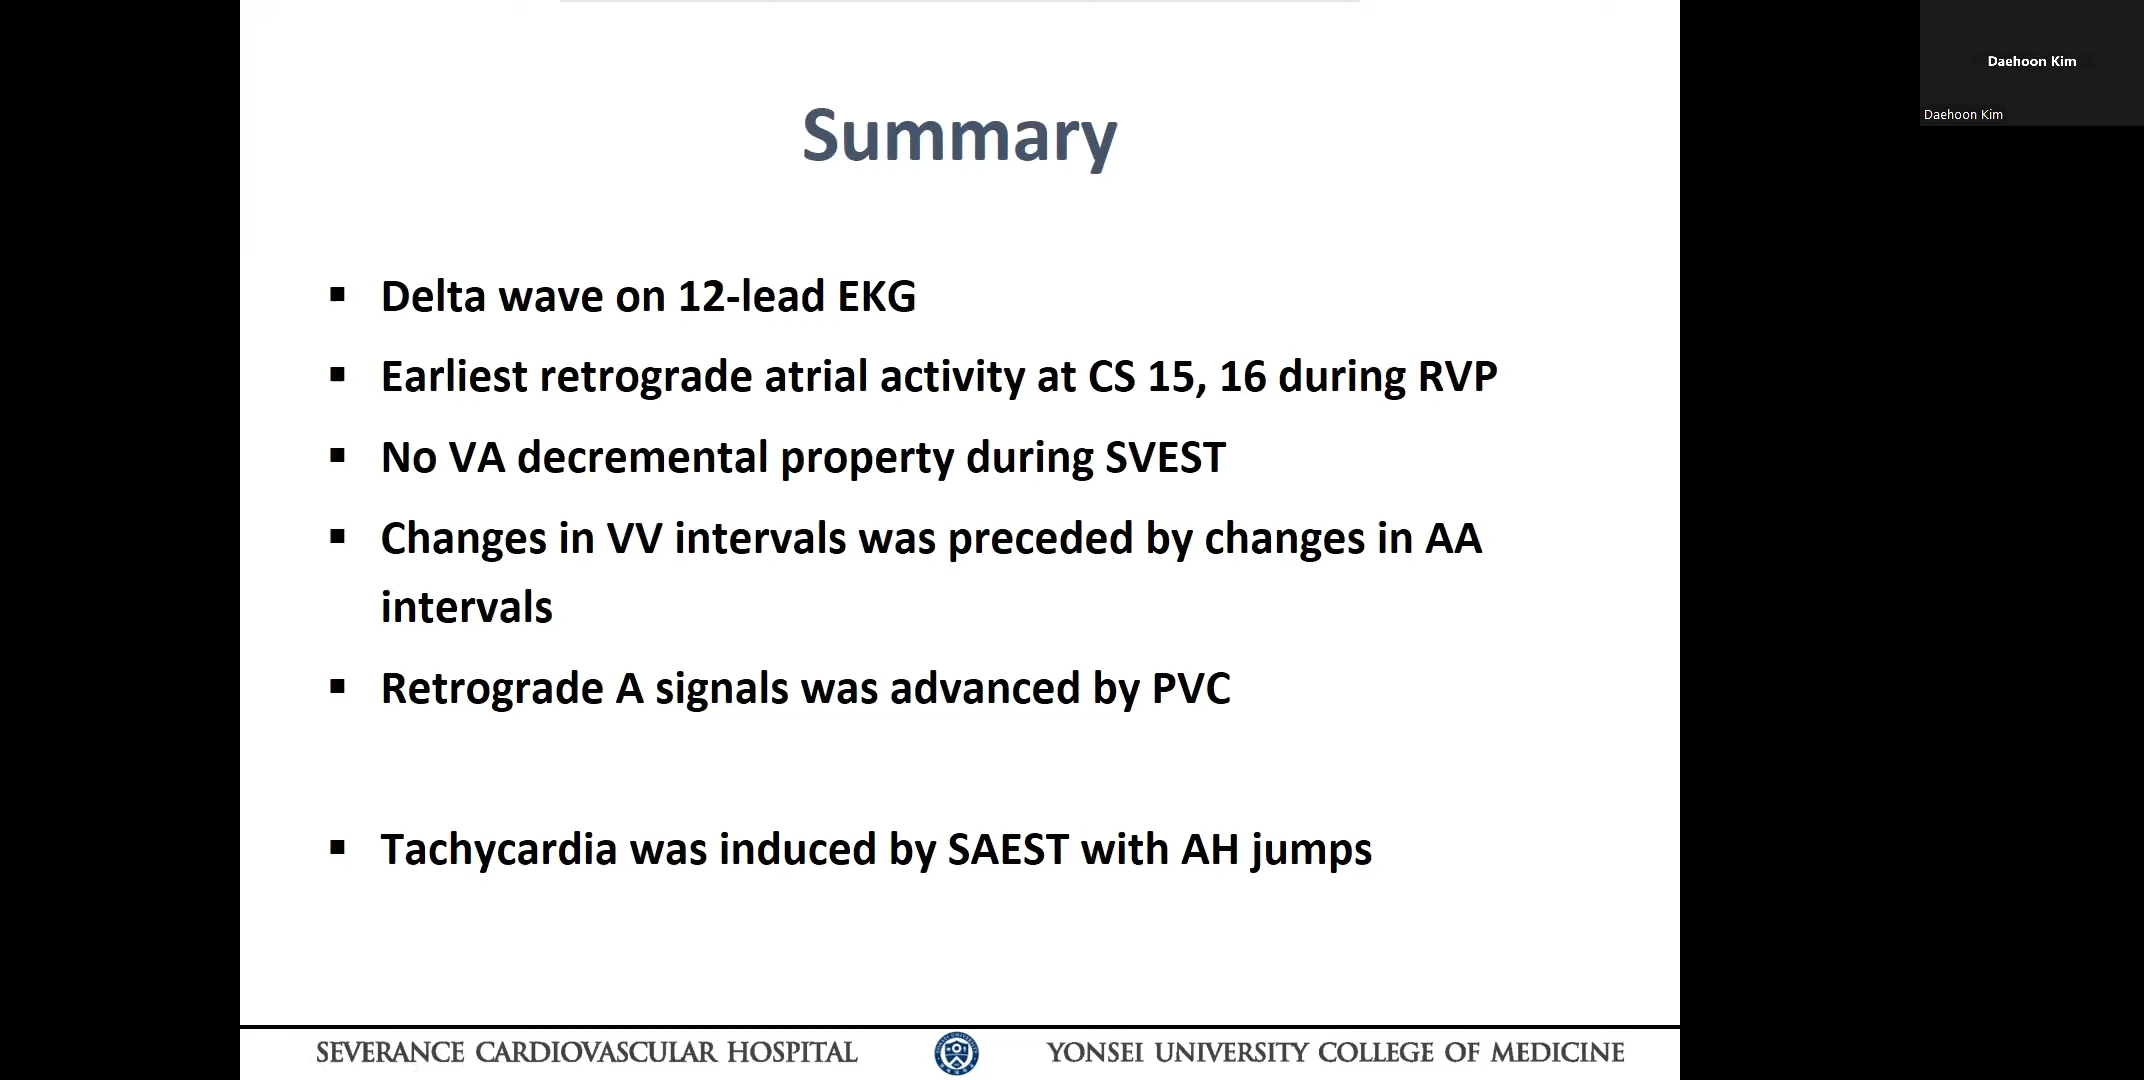 Daehoon Kim
Daehoon Kim
Summary
▪ Delta wave on 12-lead EKG
▪ Earliest retrograde atrial activity at CS 15, 16 during RVP
▪ No VA decremental property during SVEST
▪ Changes in VV intervals was preceded by changes in AA
intervals
▪ Retrograde A signals was advanced by PVC
▪ Tachycardia was induced by SAEST with AH jumps
SEVERANCE CARDIOVASCULAR HOSPITAL YONSEI UNIVERSITY COLLEGE OF MEDICINE